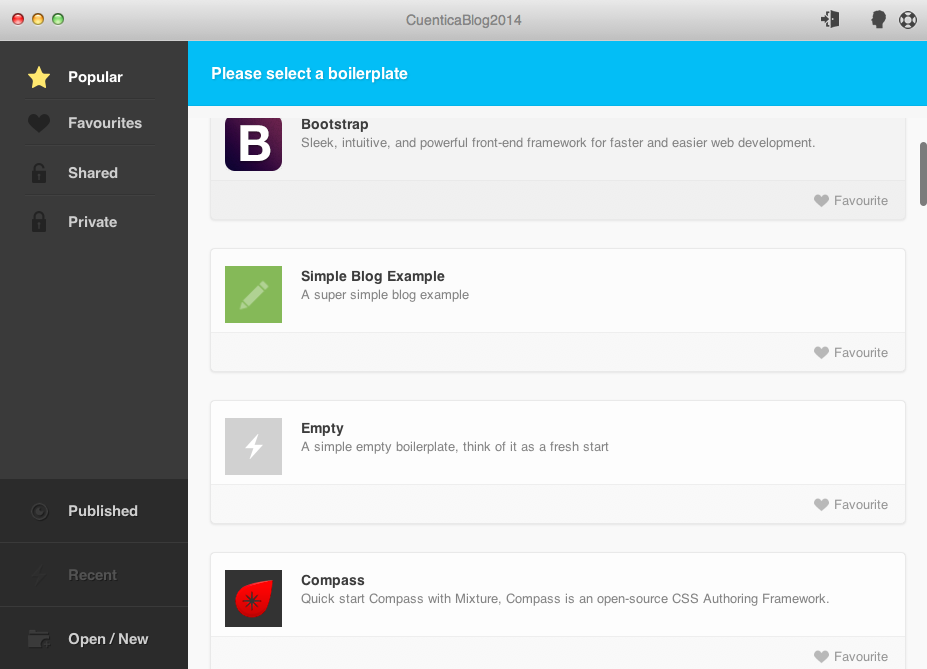 CuenticaBlog2014
Popular
Favourites
Shared
Private
Published
Recent
Open / New
Please select a boilerplate
B
Bootstrap
Sleek, intuitive, and powerful front-end framework for faster and easier web development.
Favourite
Simple Blog Example
A super simple blog example
Favourite
Empty
A simple empty boilerplate, think of it as a fresh start
Favourite
Compass
Quick start Compass with Mixture, Compass is an open-source CSS Authoring Framework.
Favourite